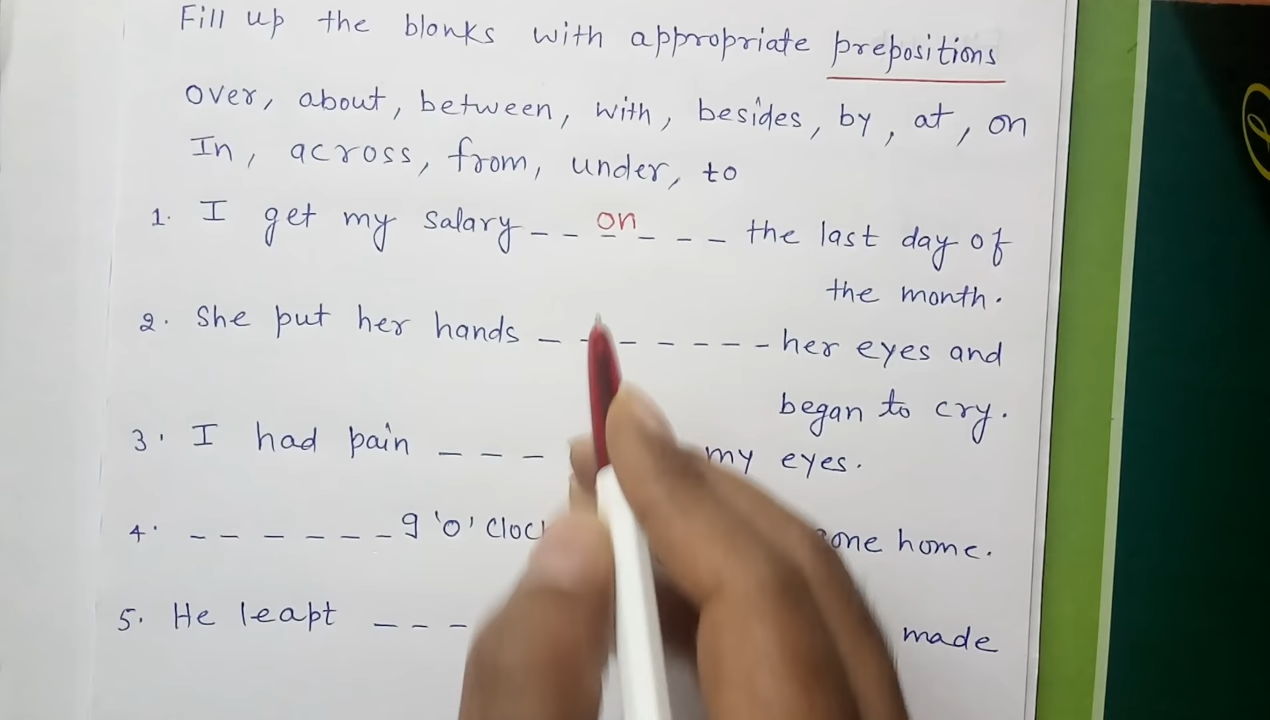 Fill up the blanks with appropriate prepositions
over, about, between, with, besides, by, at, on
In, across, from, under, to
1. I get my salary _ _ on _ _ _ _ the last day of
the month.
2. She put her hands _ _ _ _ _ _ _ her eyes and
began to cry.
3. I had pain _ _ _ my eyes.
4. _ _ _ _ _ _ 9 'o' home.
5. He leapt _ _ _ made